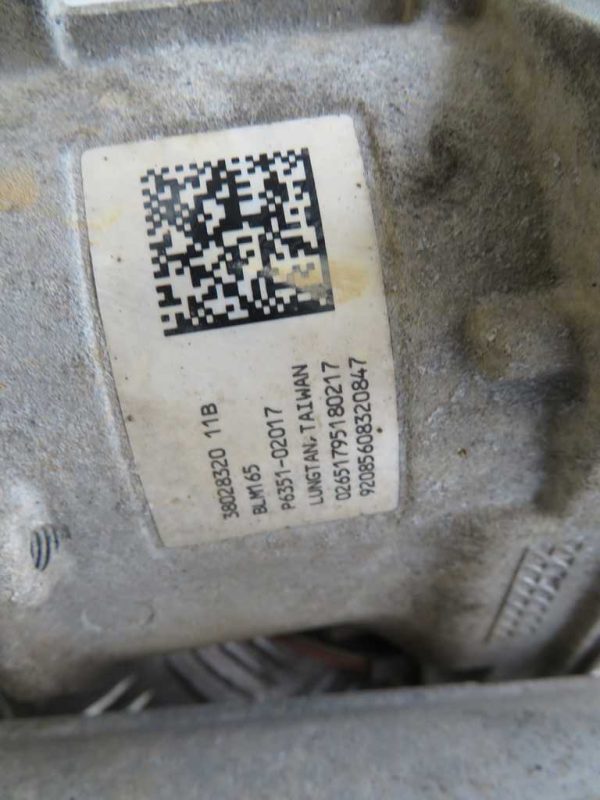 38028320 11B
BLM165
P6351-02017
LUNGTAN, TAIWAN
02651795180217
92085608320847